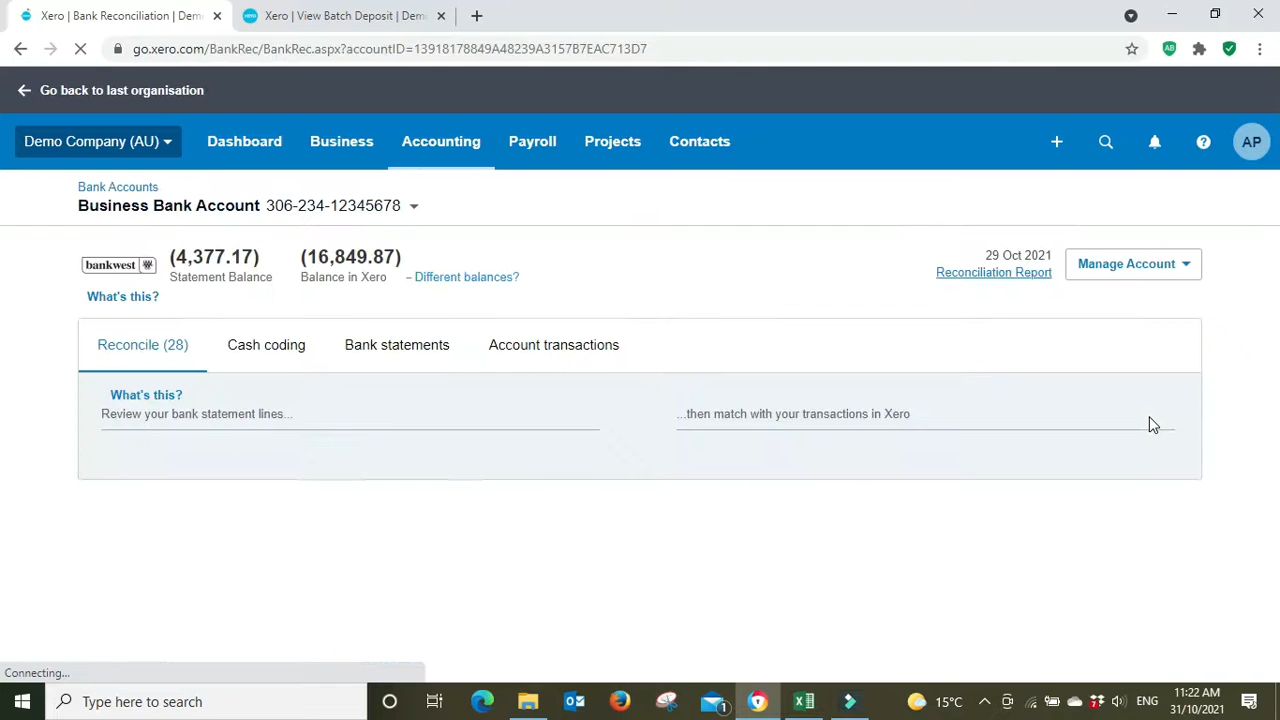 Xero | Bank Reconciliation | Dem
Xero | View Batch Deposit | Dem
go.xero.com/BankRec/BankRec.aspx?accountID=13918178849A48239A3157B7EAC713D7
AB
Go back to last organisation
Demo Company (AU)
Dashboard
Business
Accounting
Payroll
Projects
Contacts
AP
Bank Accounts
Business Bank Account 306-234-12345678
bankwest
(4,377.17)
(16,849.87)
Statement Balance
Balance in Xero
– Different balances?
What's this?
29 Oct 2021
Reconciliation Report
Manage Account
Reconcile (28)
Cash coding
Bank statements
Account transactions
What's this?
Review your bank statement lines...
...then match with your transactions in Xero
Connecting...
Type here to search
1
15°C
7
ENG
11:22 AM
31/10/2021